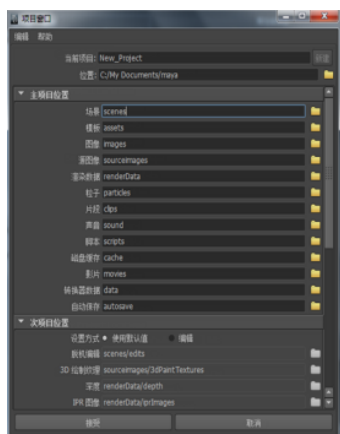 项目窗口
编辑 帮助
当前项目: New_Project 新建
位置: C:/My Documents/maya
主项目位置
场景 scenes
模板 assets
图像 images
源图像 sourceimages
渲染数据 renderData
粒子 particles
片段 clips
声音 sound
脚本 scripts
磁盘缓存 cache
影片 movies
转换器数据 data
自动保存 autosave
次项目位置
设置方式 使用默认值 编辑
脱机编辑 scenes/edits
3D 绘制纹理 sourceimages/3dPaintTextures
深度 renderData/depth
IPR 图像 renderData/iprImages
接受 取消